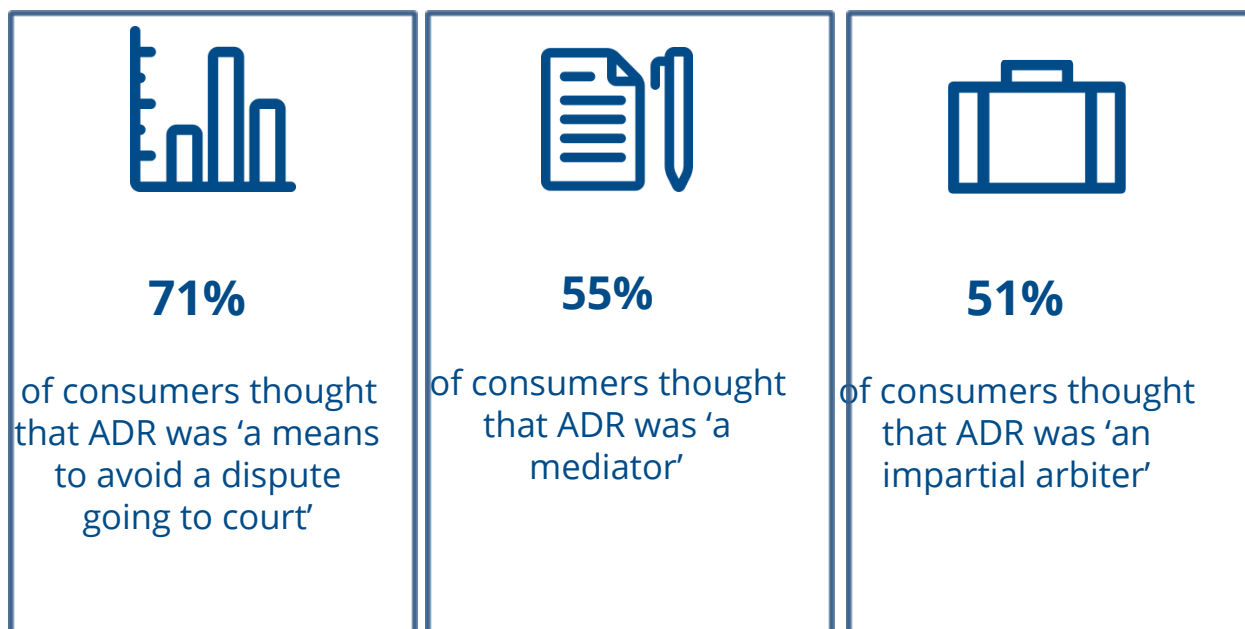 71%
of consumers thought
that ADR was ‘a means
to avoid a dispute
going to court’
55%
of consumers thought
that ADR was ‘a
mediator’
51%
of consumers thought
that ADR was ‘an
impartial arbiter’